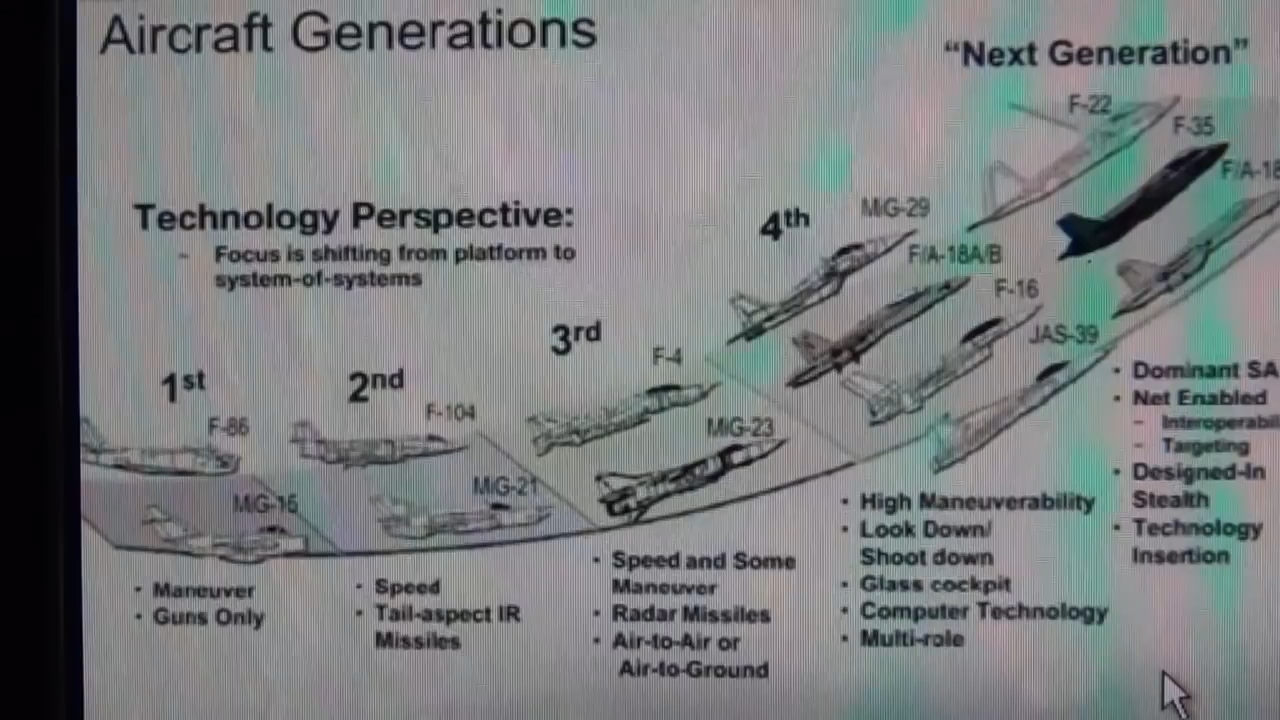 Aircraft Generations
"Next Generation"
F-22
F-35
F/A-18
MiG-29
4th
Technology Perspective:
- Focus is shifting from platform to
system-of-systems
F/A-18A/B
F-16
JAS-39
3rd
F-4
1st
2nd
F-86
F-104
MiG-23
MiG-15
MiG-21
• Maneuver
• Guns Only
• Speed
• Tail-aspect IR
Missiles
• Speed and Some
Maneuver
• Radar Missiles
• Air-to-Air or
Air-to-Ground
• High Maneuverability
• Look Down/
Shoot down
• Glass cockpit
• Computer Technology
• Multi-role
• Dominant SA
• Net Enabled
- Interoperabil
- Targeting
• Designed-In
Stealth
• Technology
Insertion